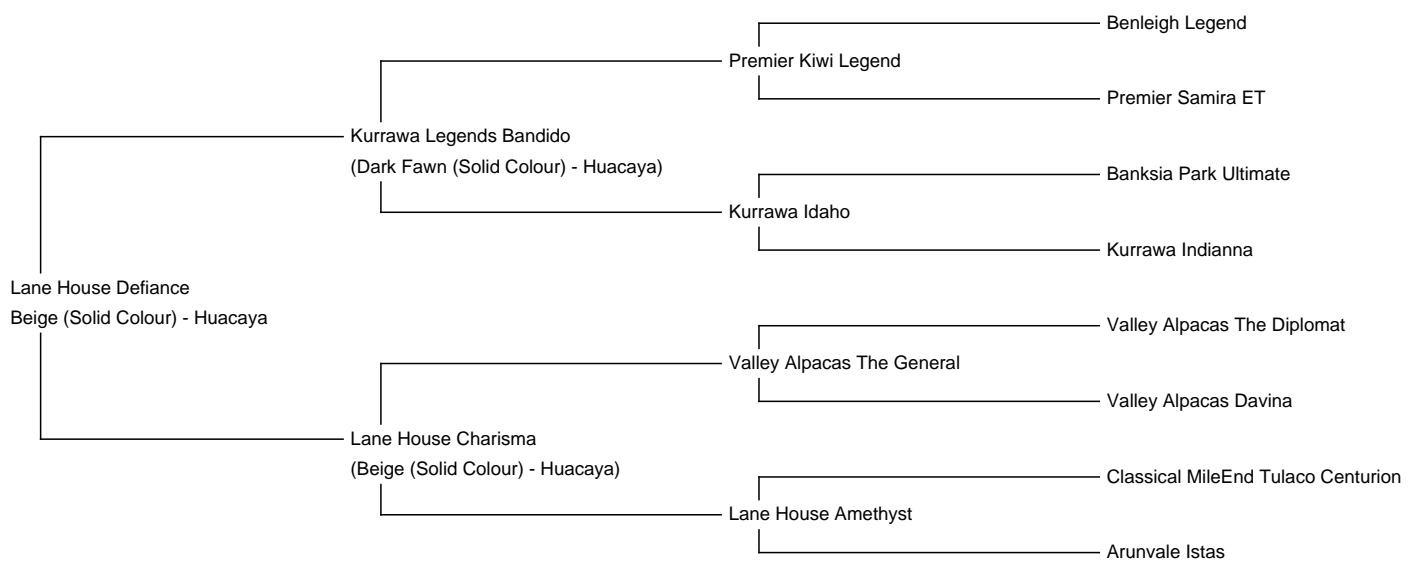 Benleigh Legend
Premier Kiwi Legend
Premier Samira ET
Kurrawa Legends Bandido
(Dark Fawn (Solid Colour) - Huacaya)
Banksia Park Ultimate
Kurrawa Idaho
Kurrawa Indianna
Lane House Defiance
Beige (Solid Colour) - Huacaya
Valley Alpacas The Diplomat
Valley Alpacas The General
Valley Alpacas Davina
Lane House Charisma
(Beige (Solid Colour) - Huacaya)
Classical MileEnd Tulaco Centurion
Lane House Amethyst
Arunvale Istas